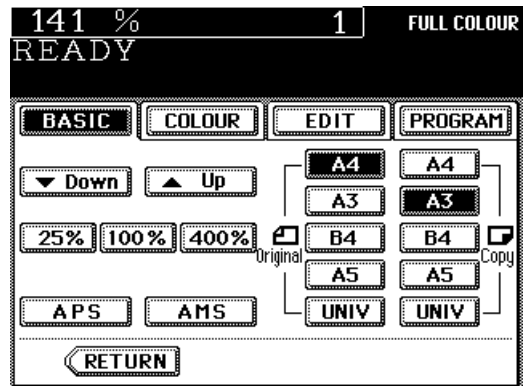 141 % 1 FULL COLOUR
READY
BASIC COLOUR EDIT PROGRAM
A4 A4
Down Up
A3 A3
25% 100% 400% Original B4 B4 Copy
A5 A5
APS AMS UNIV UNIV
RETURN